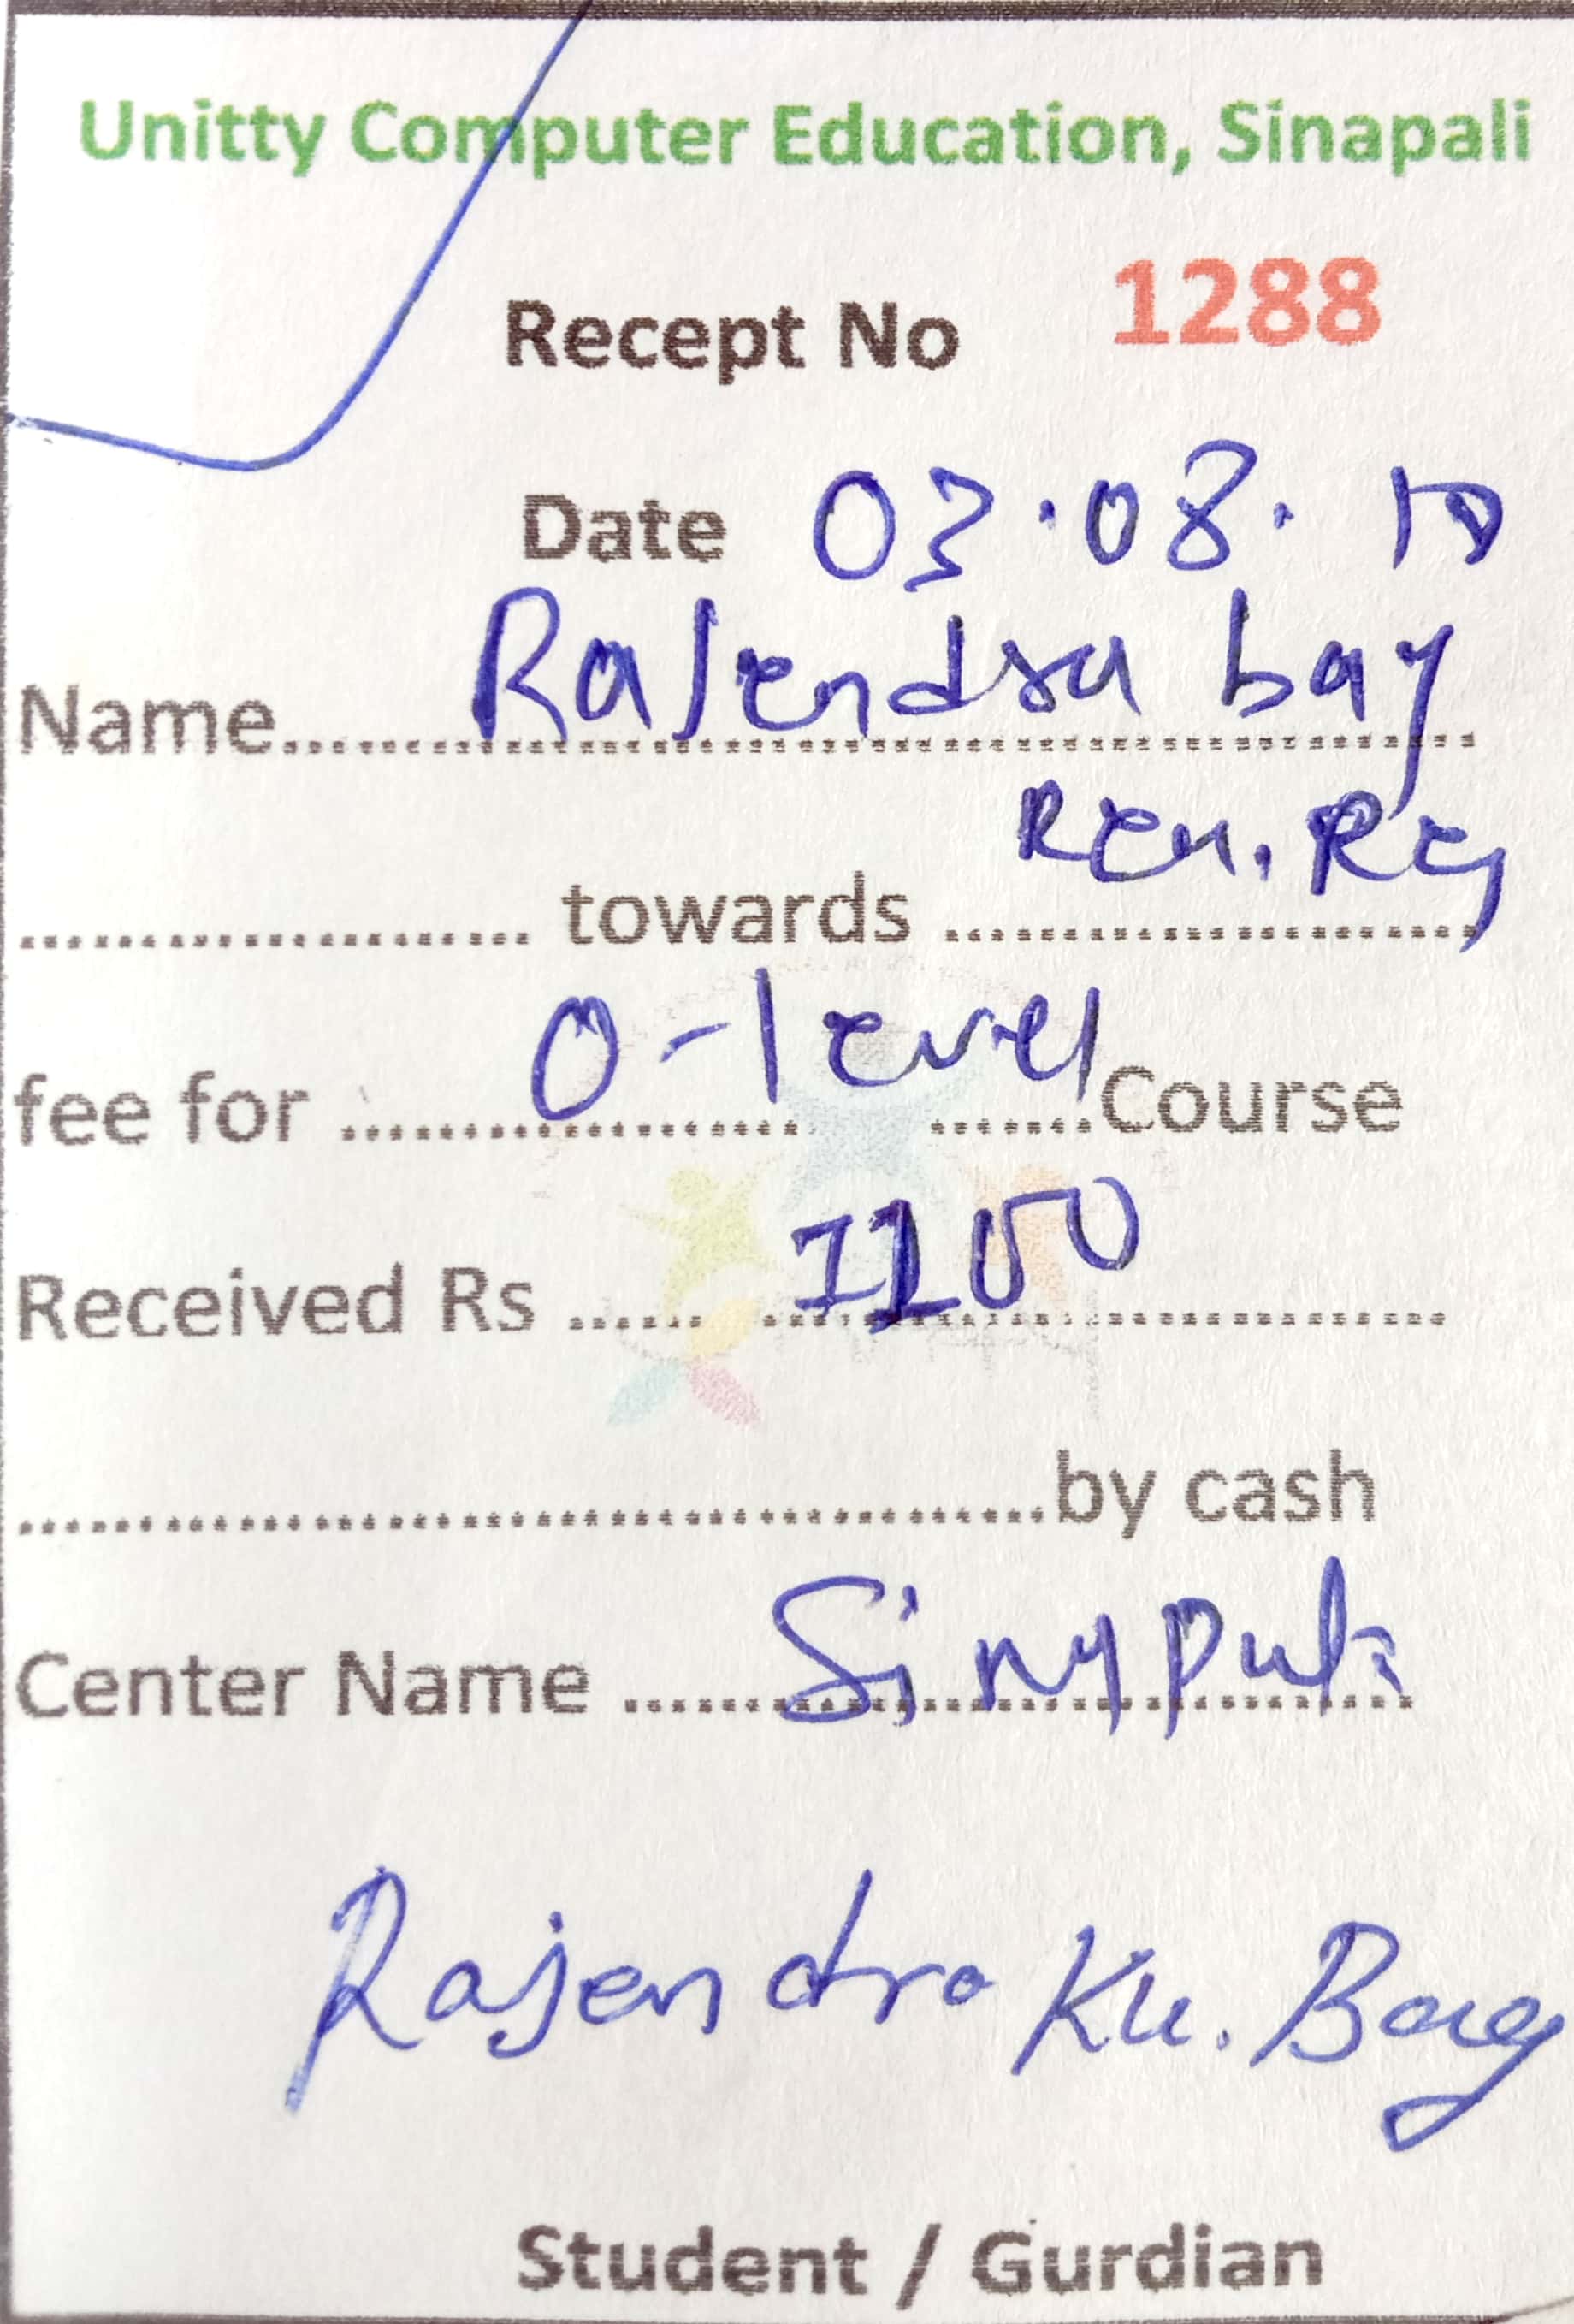 Unitty Computer Education, Sinapali
Recept No 1288
Date 03.08.
Name Rajendra bag
Ren. Reg
towards
O-level
fee for Course
Received Rs 1100
by cash
Center Name Sinapali
Rajendra Ku. Bag
Student / Gurdian